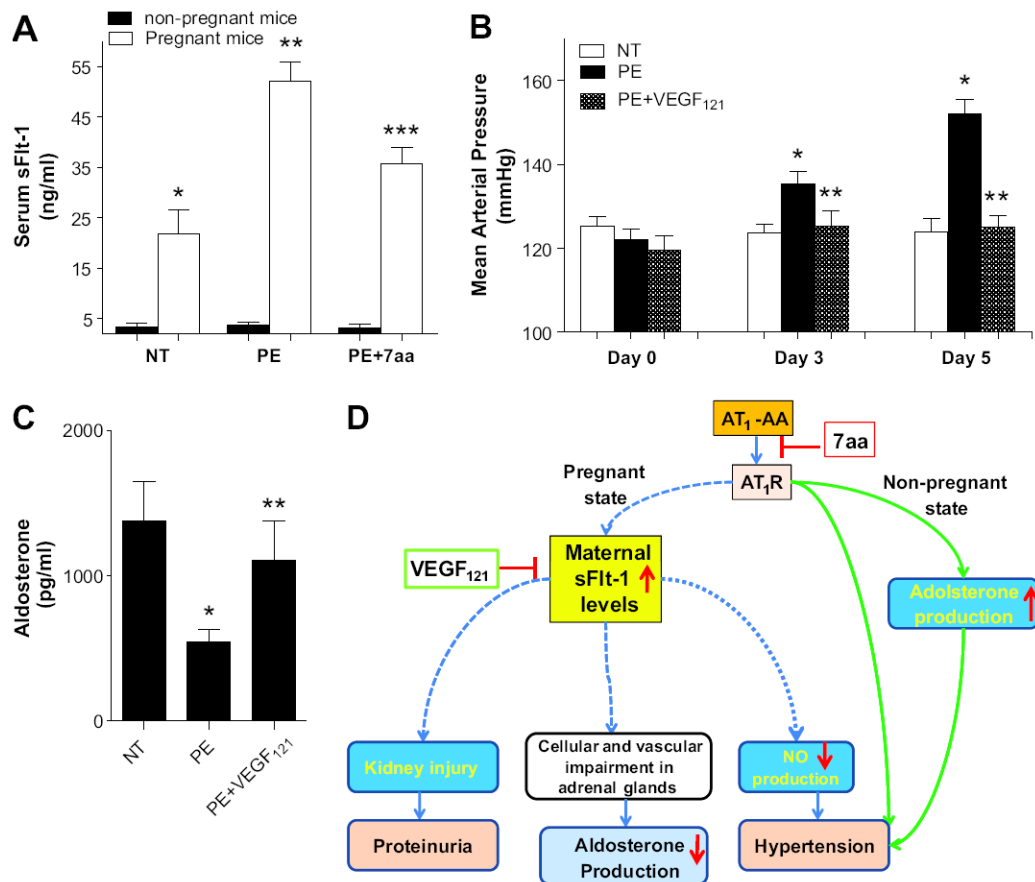 A
non-pregnant mice
Pregnant mice
Serum sFlt-1
(ng/ml)
55
45
35
25
15
5
*
**
***
NT
PE
PE+7aa
B
NT
PE
PE+VEGF121
Mean Arterial Pressure
(mmHg)
160
140
120
100
*
**
*
**
Day 0
Day 3
Day 5
C
Aldosterone
(pg/ml)
2000
1000
0
*
**
NT
PE
PE+VEGF121
D
AT1-AA
7aa
AT1R
Pregnant
state
Non-pregnant
state
VEGF121
Maternal
sFlt-1
levels
Adolsterone
production
Kidney injury
Cellular and vascular
impairment in
adrenal glands
NO
production
Proteinuria
Aldosterone
Production
Hypertension